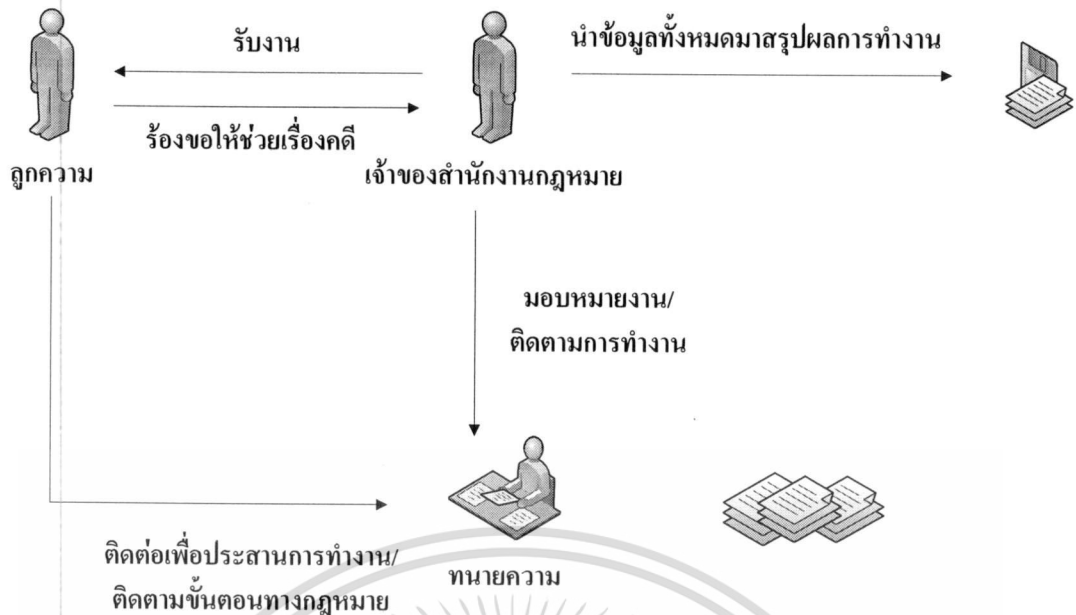 รับงาน
นำข้อมูลทั้งหมดมาสรุปผลการทำงาน
ร้องขอให้ช่วยเรื่องคดี
ลูกความ
เจ้าของสำนักงานกฎหมาย
มอบหมายงาน/
ติดตามการทำงาน
ติดต่อเพื่อประสานการทำงาน/
ติดตามขั้นตอนทางกฎหมาย
ทนายความ